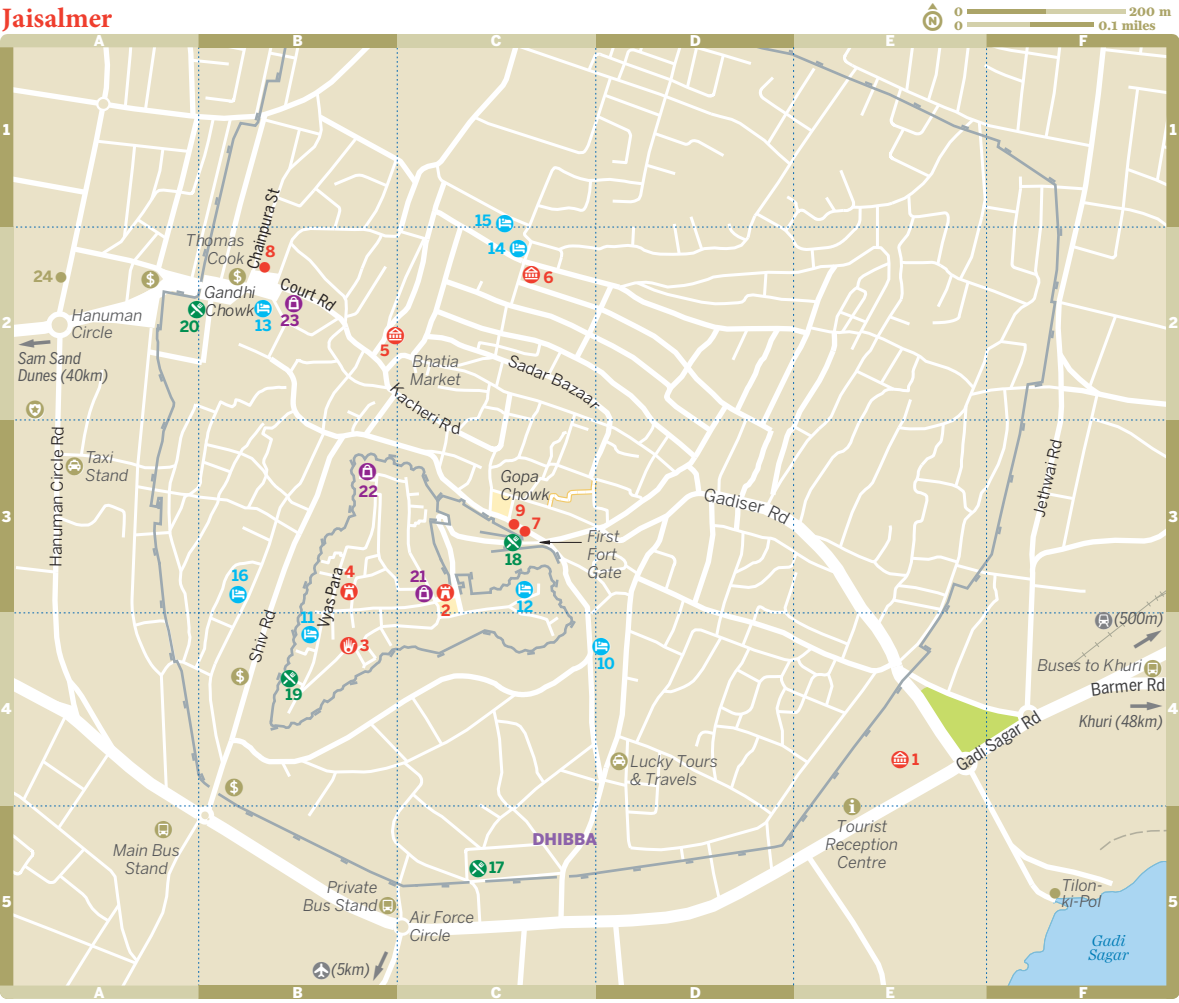 Jaisalmer
N
0 200 m
0 0.1 miles
A B C D E F
1 1
15
Chainpura St
Thomas
Cook
8
14
6
24
$
$
Court Rd
Gandhi
Chowk
20
13
23
Hanuman
Circle
2 2
5
Sam Sand
Dunes (40km)
Bhatia
Market
Sadar Bazaar
Kacheri Rd
Hanuman Circle Rd
Taxi
Stand
22
Gopa
Chowk
9
7
Gadiser Rd
Jethwai Rd
3 3
18
First
Fort
Gate
16
4
21
2
12
Vyas Para
11
Shiv Rd
3
10
(500m)
$
19
Buses to Khuri
Barmer Rd
4 4
Khuri (48km)
Gadi Sagar Rd
1
Lucky Tours
& Travels
$
i
Main Bus
Stand
DHIBBA
Tourist
Reception
Centre
17
Private
Bus Stand
Tilon-
ki-Pol
5 5
Air Force
Circle
Gadi
Sagar
(5km)
A B C D E F